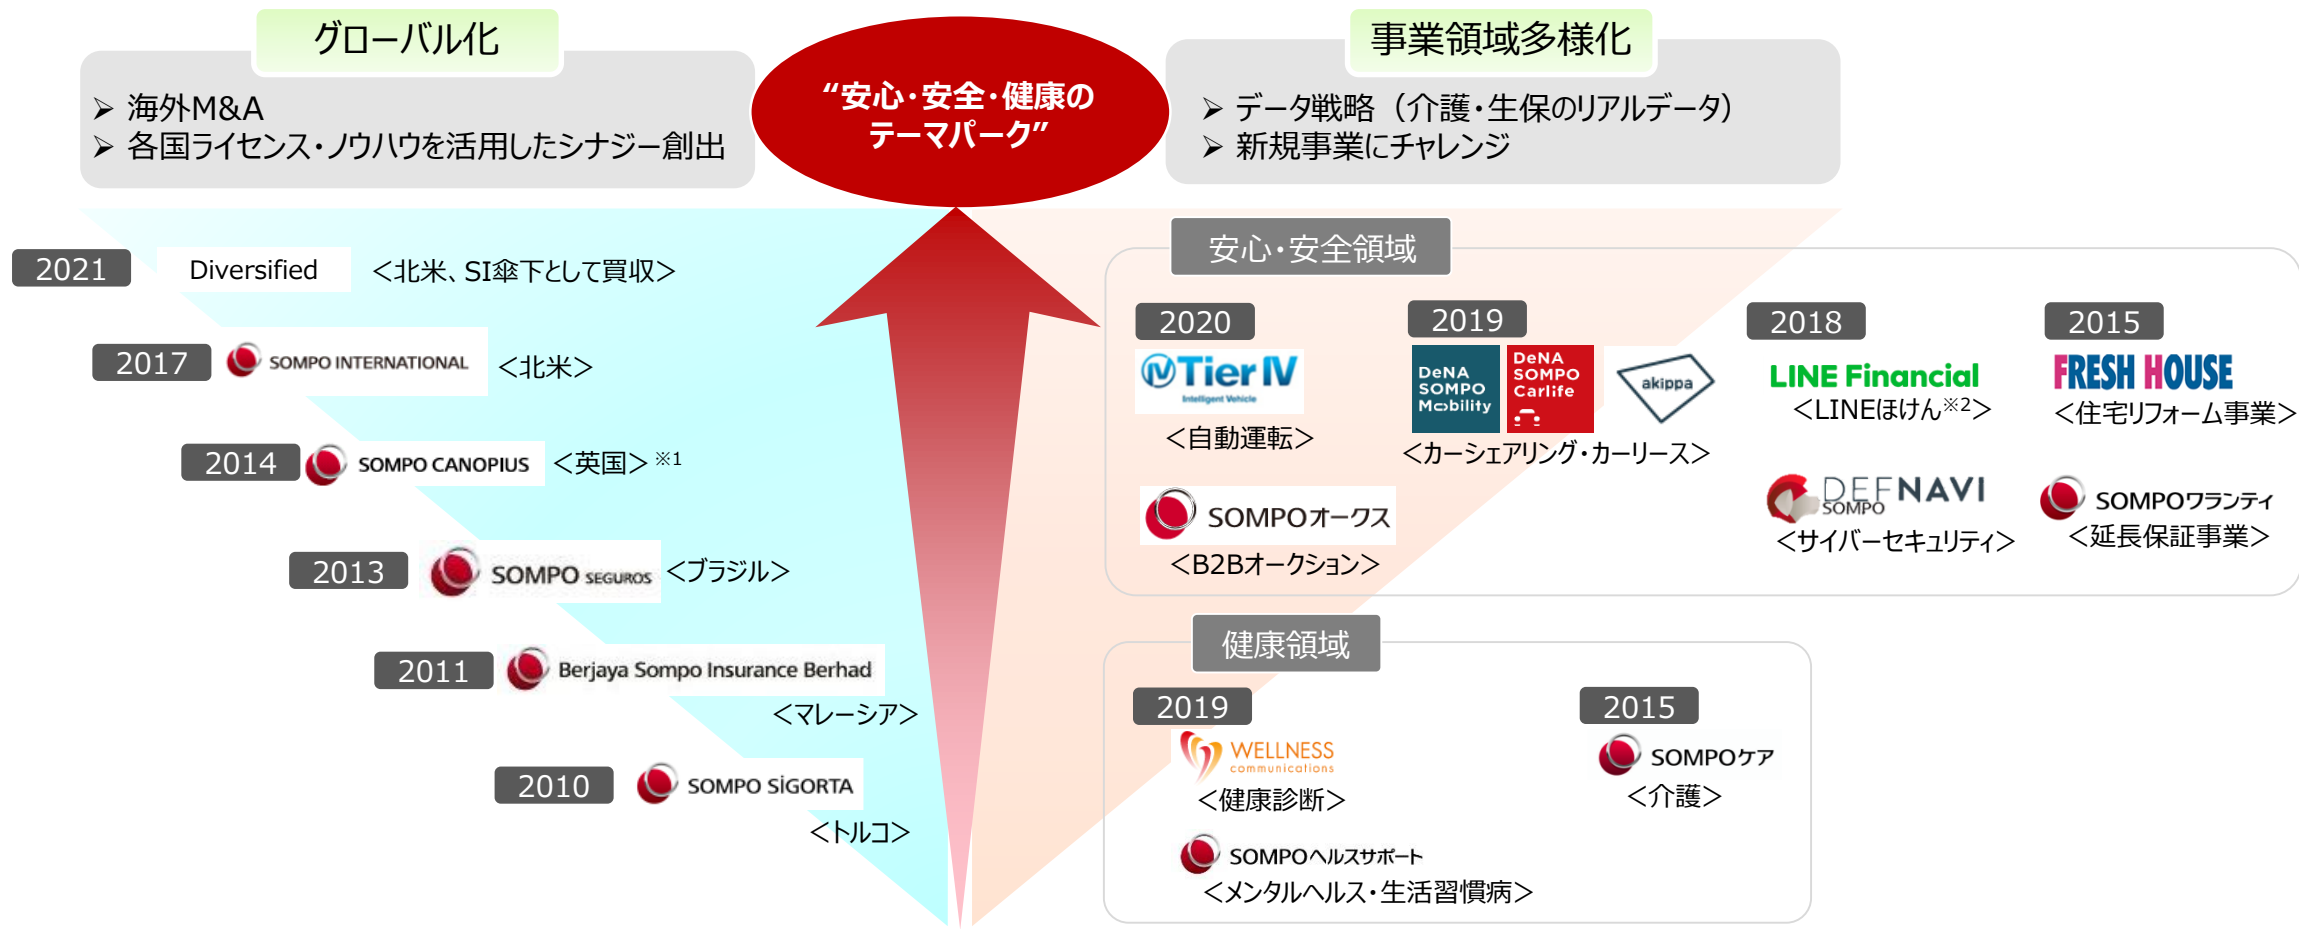 グローバル化
➢ 海外M&A
➢ 各国ライセンス・ノウハウを活用したシナジー創出
“安心・安全・健康の
テーマパーク”
事業領域多様化
➢ データ戦略（介護・生保のリアルデータ）
➢ 新規事業にチャレンジ
2021
Diversified
＜北米、SI傘下として買収＞
2017
SOMPO INTERNATIONAL
＜北米＞
2014
SOMPO CANOPIUS
＜英国＞※1
2013
SOMPO SEGUROS
＜ブラジル＞
2011
Berjaya Sompo Insurance Berhad
＜マレーシア＞
2010
SOMPO SİGORTA
＜トルコ＞
安心・安全領域
2020
Tier IV
Intelligent Vehicle
＜自動運転＞
SOMPOオークス
＜B2Bオークション＞
2019
DeNA
SOMPO
Mobility
DeNA
SOMPO
Carlife
akippa
＜カーシェアリング・カーリース＞
2018
LINE Financial
＜LINEほけん※2＞
DEFNAVI
SOMPO
＜サイバーセキュリティ＞
2015
FRESH HOUSE
＜住宅リフォーム事業＞
SOMPOワランティ
＜延長保証事業＞
健康領域
2019
WELLNESS
communications
＜健康診断＞
SOMPOヘルスサポート
＜メンタルヘルス・生活習慣病＞
2015
SOMPOケア
＜介護＞